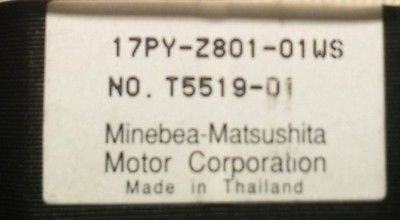 17PY-Z801-01WS
NO. T5519-01
Minebea-Matsushita
Motor Corporation
Made in Thailand